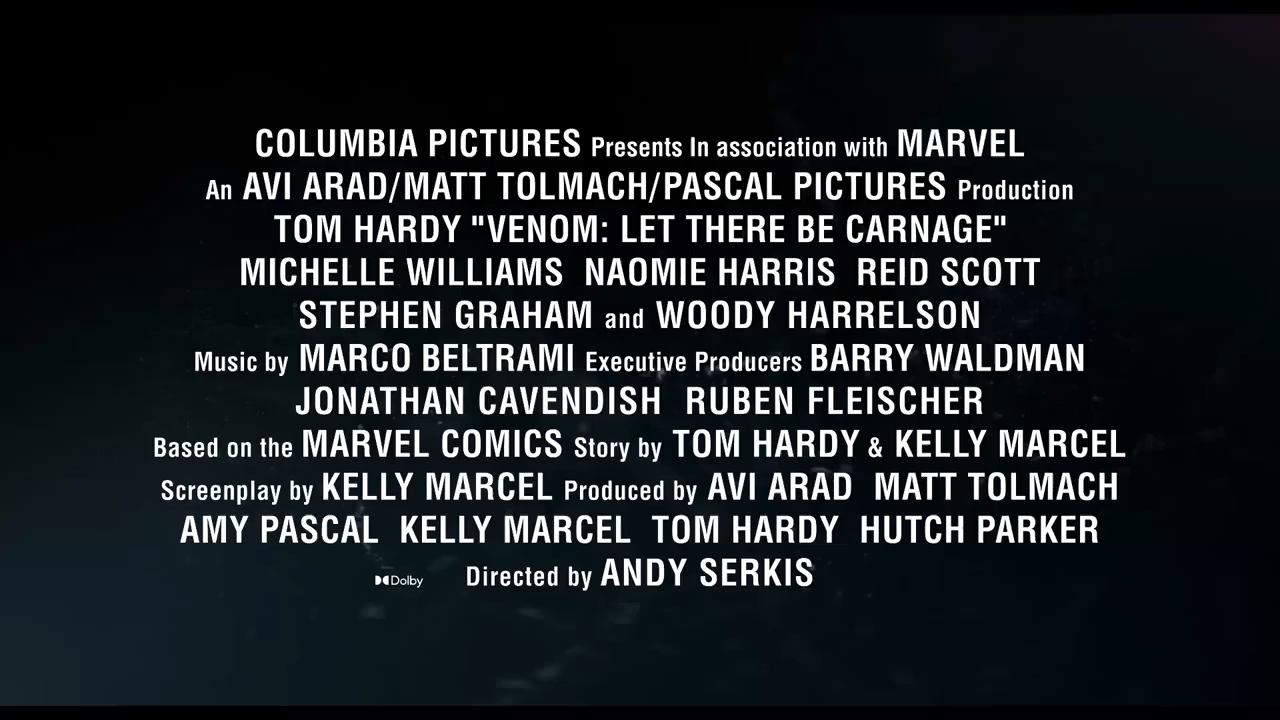 COLUMBIA PICTURES Presents In association with MARVEL
An AVI ARAD/MATT TOLMACH/PASCAL PICTURES Production
TOM HARDY "VENOM: LET THERE BE CARNAGE"
MICHELLE WILLIAMS NAOMIE HARRIS REID SCOTT
STEPHEN GRAHAM and WOODY HARRELSON
Music by MARCO BELTRAMI Executive Producers BARRY WALDMAN
JONATHAN CAVENDISH RUBEN FLEISCHER
Based on the MARVEL COMICS Story by TOM HARDY & KELLY MARCEL
Screenplay by KELLY MARCEL Produced by AVI ARAD MATT TOLMACH
AMY PASCAL KELLY MARCEL TOM HARDY HUTCH PARKER
Dolby Directed by ANDY SERKIS